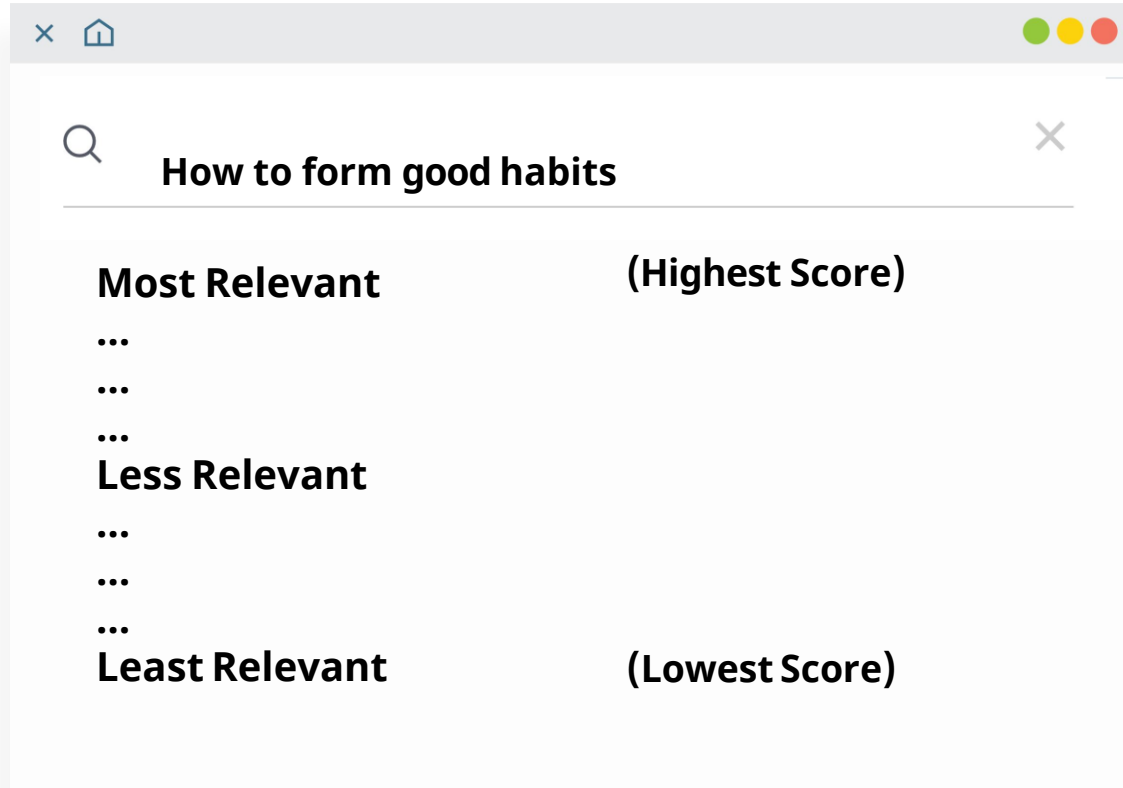 How to form good habits
Most Relevant (Highest Score)
...
...
...
Less Relevant
...
...
...
Least Relevant (Lowest Score)